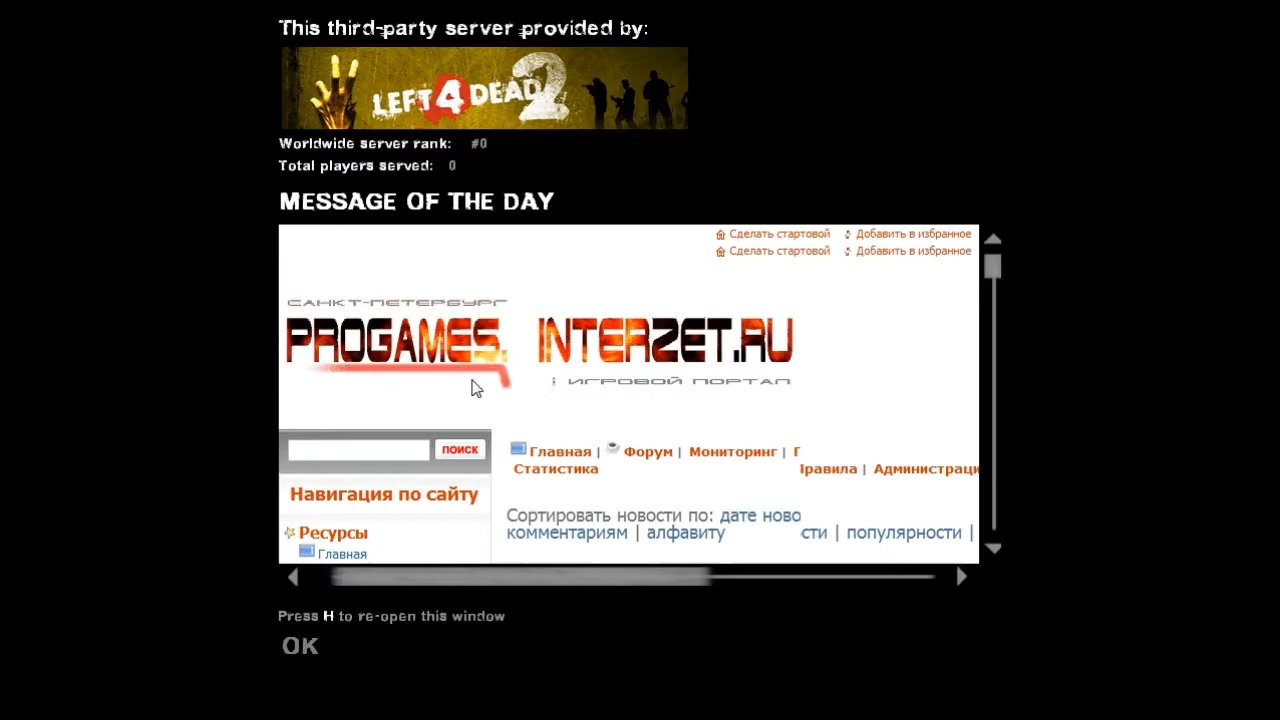 This third-party server provided by:
LEFT 4 DEAD 2
Worldwide server rank: #0
Total players served: 0
MESSAGE OF THE DAY
Сделать стартовой Добавить в избранное
Сделать стартовой Добавить в избранное
САНКТ-ПЕТЕРБУРГ
PROGAMES. INTERZET.RU
ИГРОВОЙ ПОРТАЛ
поиск
Главная | Форум | Мониторинг | П
Статистика
Правила | Администраци
Навигация по сайту
Сортировать новости по: дате ново
комментариям | алфавиту
сти | популярности |
Ресурсы
Главная
Press H to re-open this window
OK